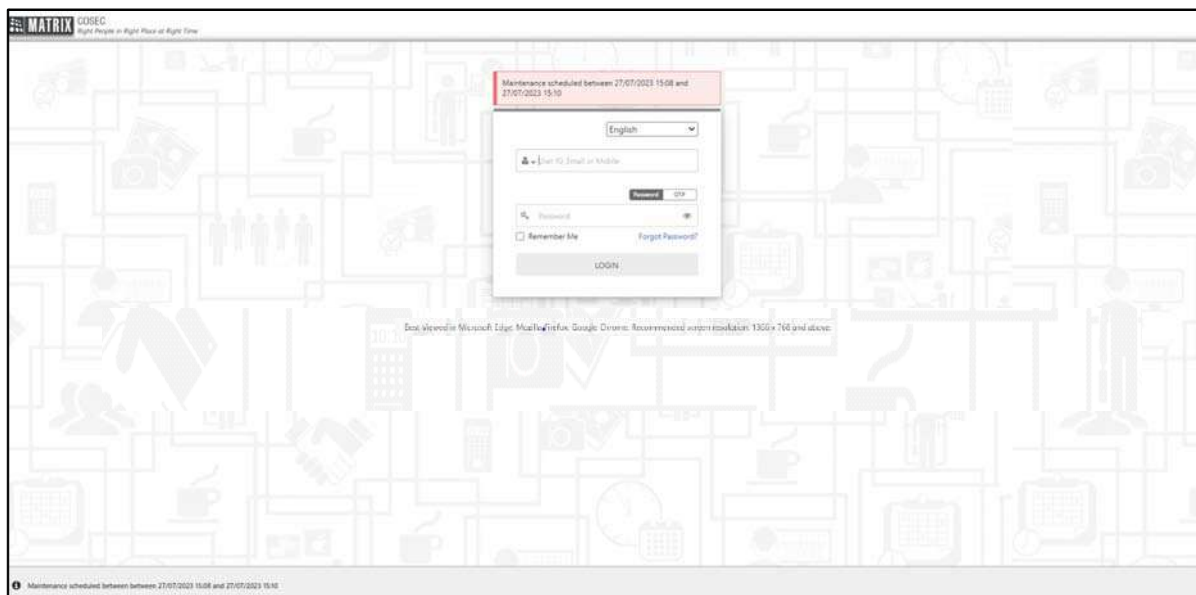 MATRIX COSEC
Right People in Right Place at Right Time
Maintenance scheduled between 27/07/2023 15:08 and
27/07/2023 15:10
English
User ID, Email or Mobile
Password OTP
Password
Remember Me Forgot Password?
LOGIN
Best Viewed in Microsoft Edge, Mozilla Firefox, Google Chrome. Recommended screen resolution: 1366 x 768 and above.
Maintenance scheduled between between 27/07/2023 15:08 and 27/07/2023 15:10